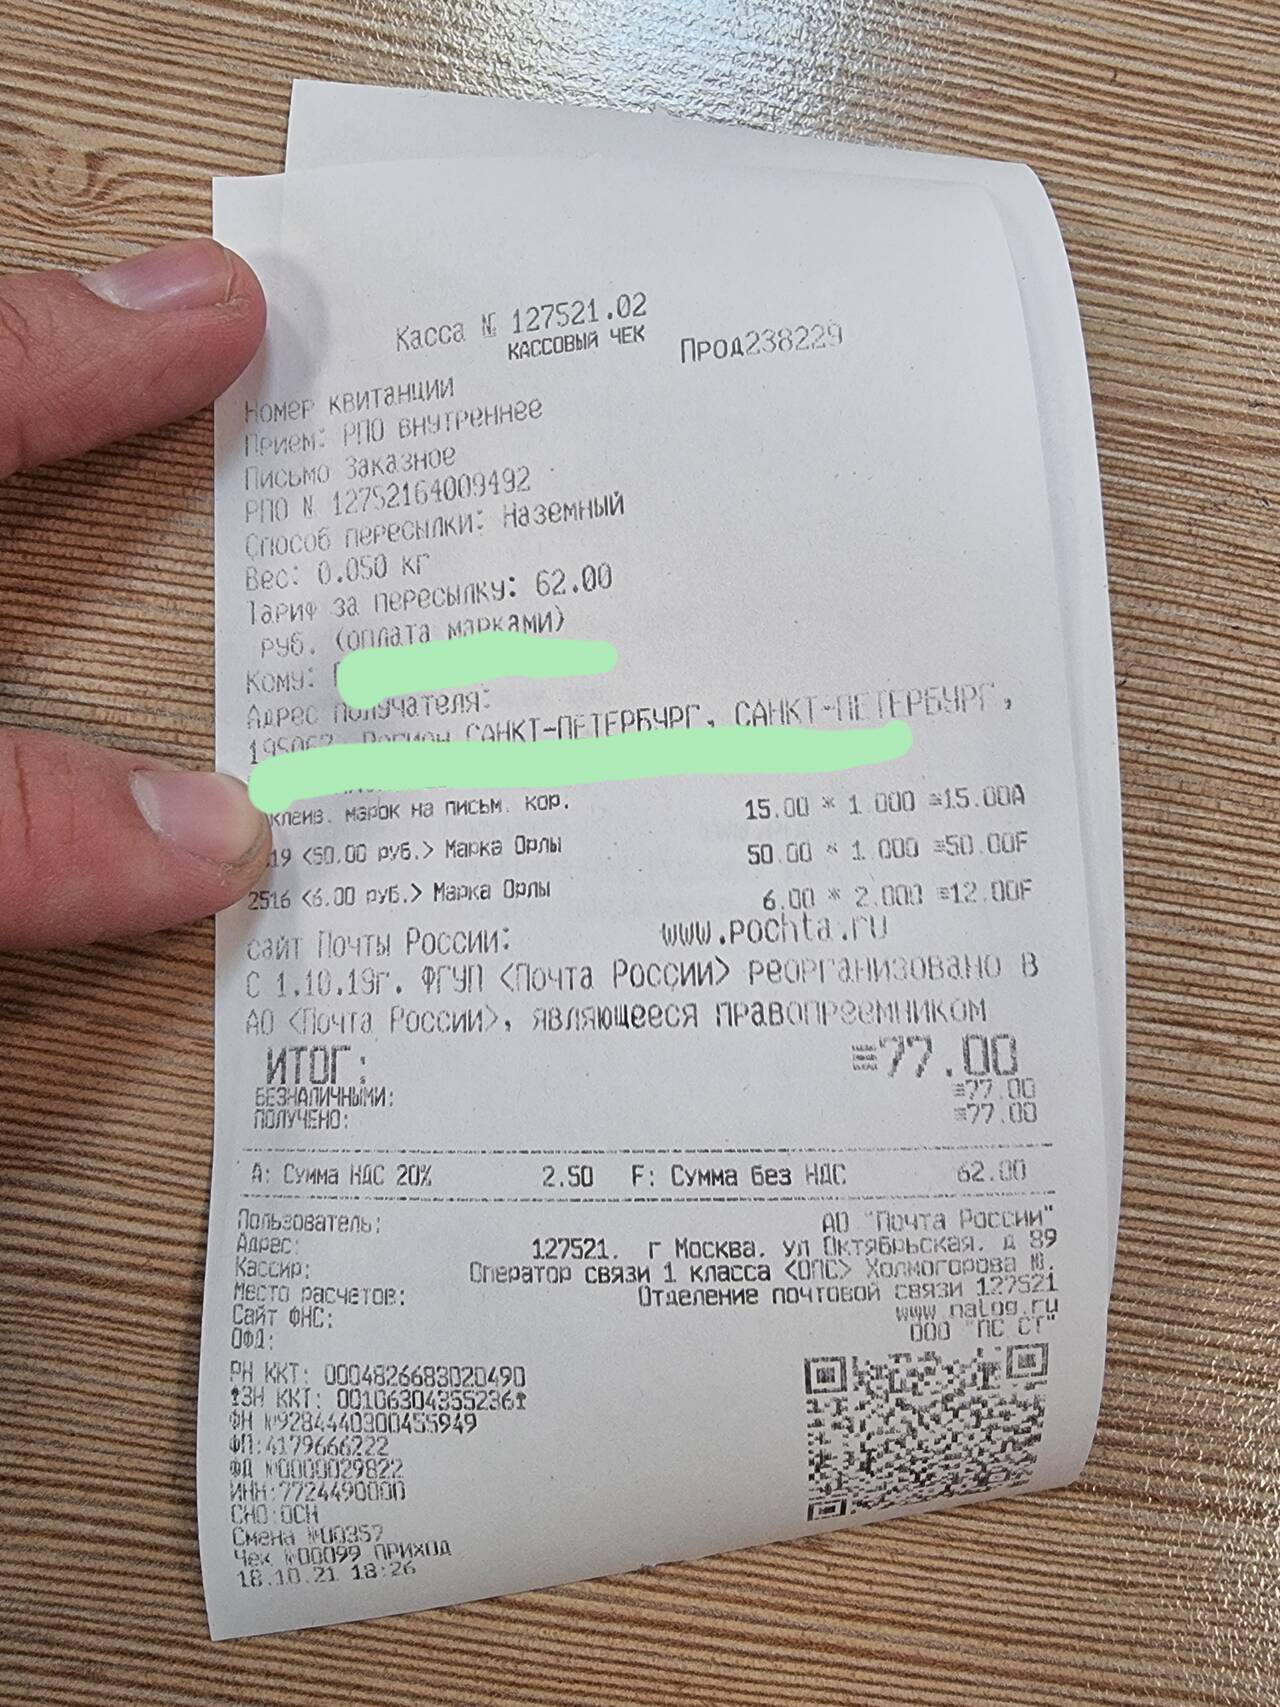 Касса № 127521.02
КАССОВЫЙ ЧЕК Прод238229
Номер квитанции
Прием: РПО внутреннее
Письмо Заказное
РПО N 12752164009492
Способ пересылки: Наземный
Вес: 0.050 кг
Тариф за пересылку: 62.00
руб. (оплата марками)
Кому:
Адрес получателя:
Регион САНКТ-ПЕТЕРБУРГ, САНКТ-ПЕТЕРБУРГ,
марок на письм. кор. 15.00 * 1.000 ≡15.00А
<50.00 руб.> Марка Орлы 50.00 * 1.000 ≡50.00F
2516 <6.00 руб.> Марка Орлы 6.00 * 2.000 ≡12.00F
сайт Почты России: www.pochta.ru
С 1.10.19г. ФГУП <Почта России> реорганизовано в
АО <Почта России>, являющееся правопреемником
ИТОГ: ≡77.00
БЕЗНАЛИЧНЫМИ: ≡77.00
ПОЛУЧЕНО: ≡77.00
А: Сумма НДС 20% 2.50 F: Сумма без НДС 62.00
Пользователь: АО "Почта России"
Адрес: 127521, г Москва, ул Октябрьская, д 89
Кассир: Оператор связи 1 класса <ОПС> Холмогорова Ю.
Место расчетов: Отделение почтовой связи 127521
Сайт ФНС: www.nalog.ru
ОФД: ООО "ПС СТ"
РН ККТ: 0004826683020490
ЗН ККТ: 00106304355236
ФН №9284440300455949
ФП:4179666222
ФД №0000029822
ИНН:7724490000
СНО:ОСН
Смена №00357
Чек №00099 ПРИХОД
18.10.21 18:26